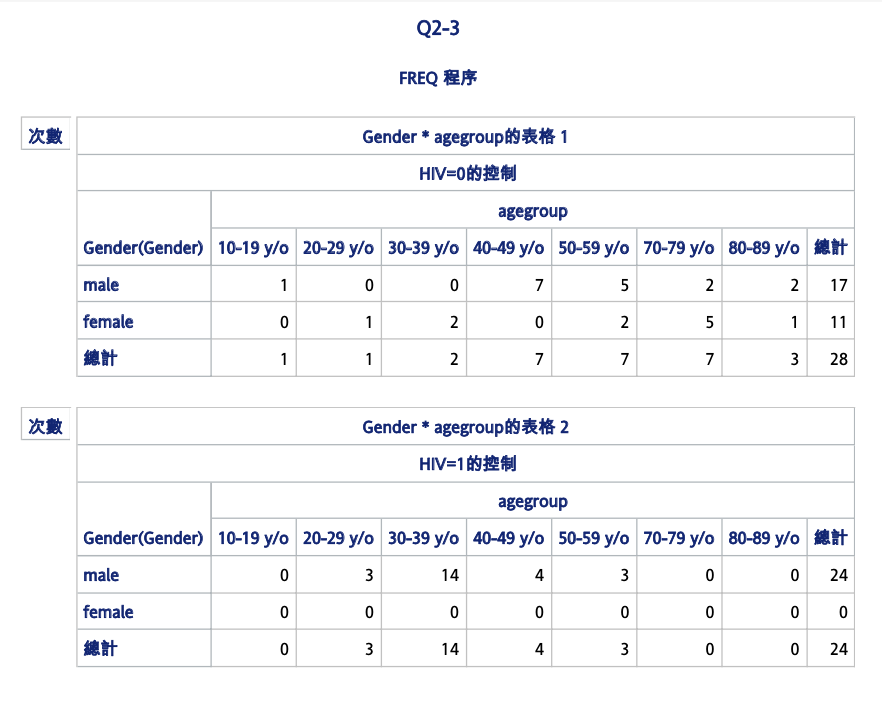 Q2-3
FREQ 程序
次數
Gender * agegroup的表格 1
HIV=0的控制
agegroup
Gender(Gender) 10-19 y/o 20-29 y/o 30-39 y/o 40-49 y/o 50-59 y/o 70-79 y/o 80-89 y/o 總計
male 1 0 0 7 5 2 2 17
female 0 1 2 0 2 5 1 11
總計 1 1 2 7 7 7 3 28
次數
Gender * agegroup的表格 2
HIV=1的控制
agegroup
Gender(Gender) 10-19 y/o 20-29 y/o 30-39 y/o 40-49 y/o 50-59 y/o 70-79 y/o 80-89 y/o 總計
male 0 3 14 4 3 0 0 24
female 0 0 0 0 0 0 0 0
總計 0 3 14 4 3 0 0 24